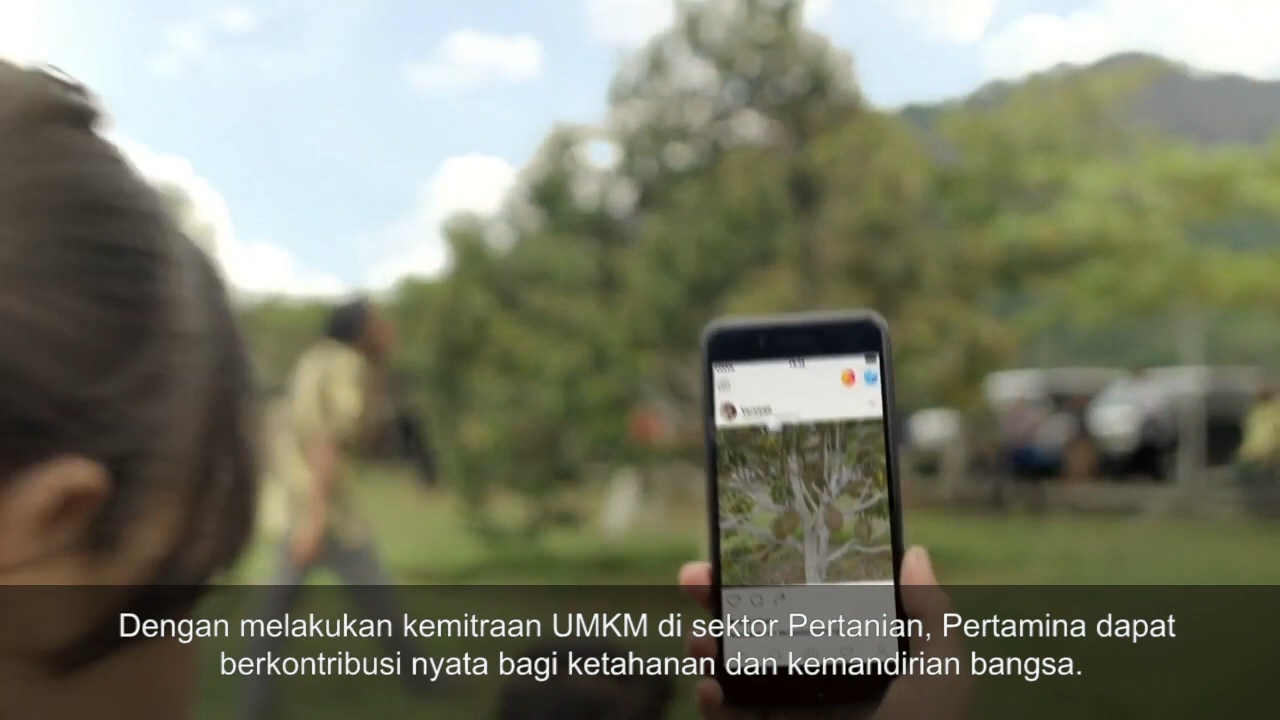 Dengan melakukan kemitraan UMKM di sektor Pertanian, Pertamina dapat
berkontribusi nyata bagi ketahanan dan kemandirian bangsa.